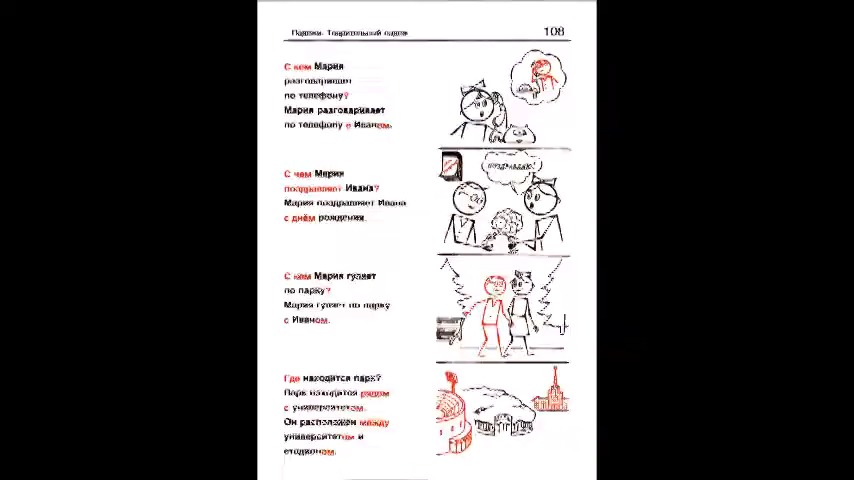 Падежи. Творительный падеж
108
С кем Мария
разговаривает
по телефону?
Мария разговаривает
по телефону с Иваном.
С чем Мария
поздравляет Ивана?
Мария поздравляет Ивана
с днём рождения.
ПОЗДРАВЛЯЮ!
С кем Мария гуляет
по парку?
Мария гуляет по парку
с Иваном.
Где находится парк?
Парк находится рядом
с университетом.
Он расположен между
университетом и
стадионом.